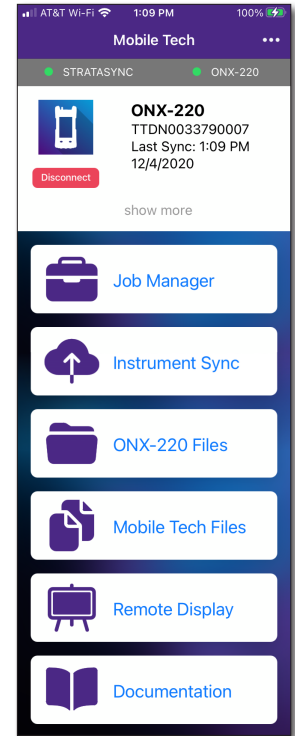 AT&T Wi-Fi 1:09 PM 100%
Mobile Tech
STRATASYNC ONX-220
ONX-220
TTDN0033790007
Last Sync: 1:09 PM
12/4/2020
Disconnect
show more
Job Manager
Instrument Sync
ONX-220 Files
Mobile Tech Files
Remote Display
Documentation